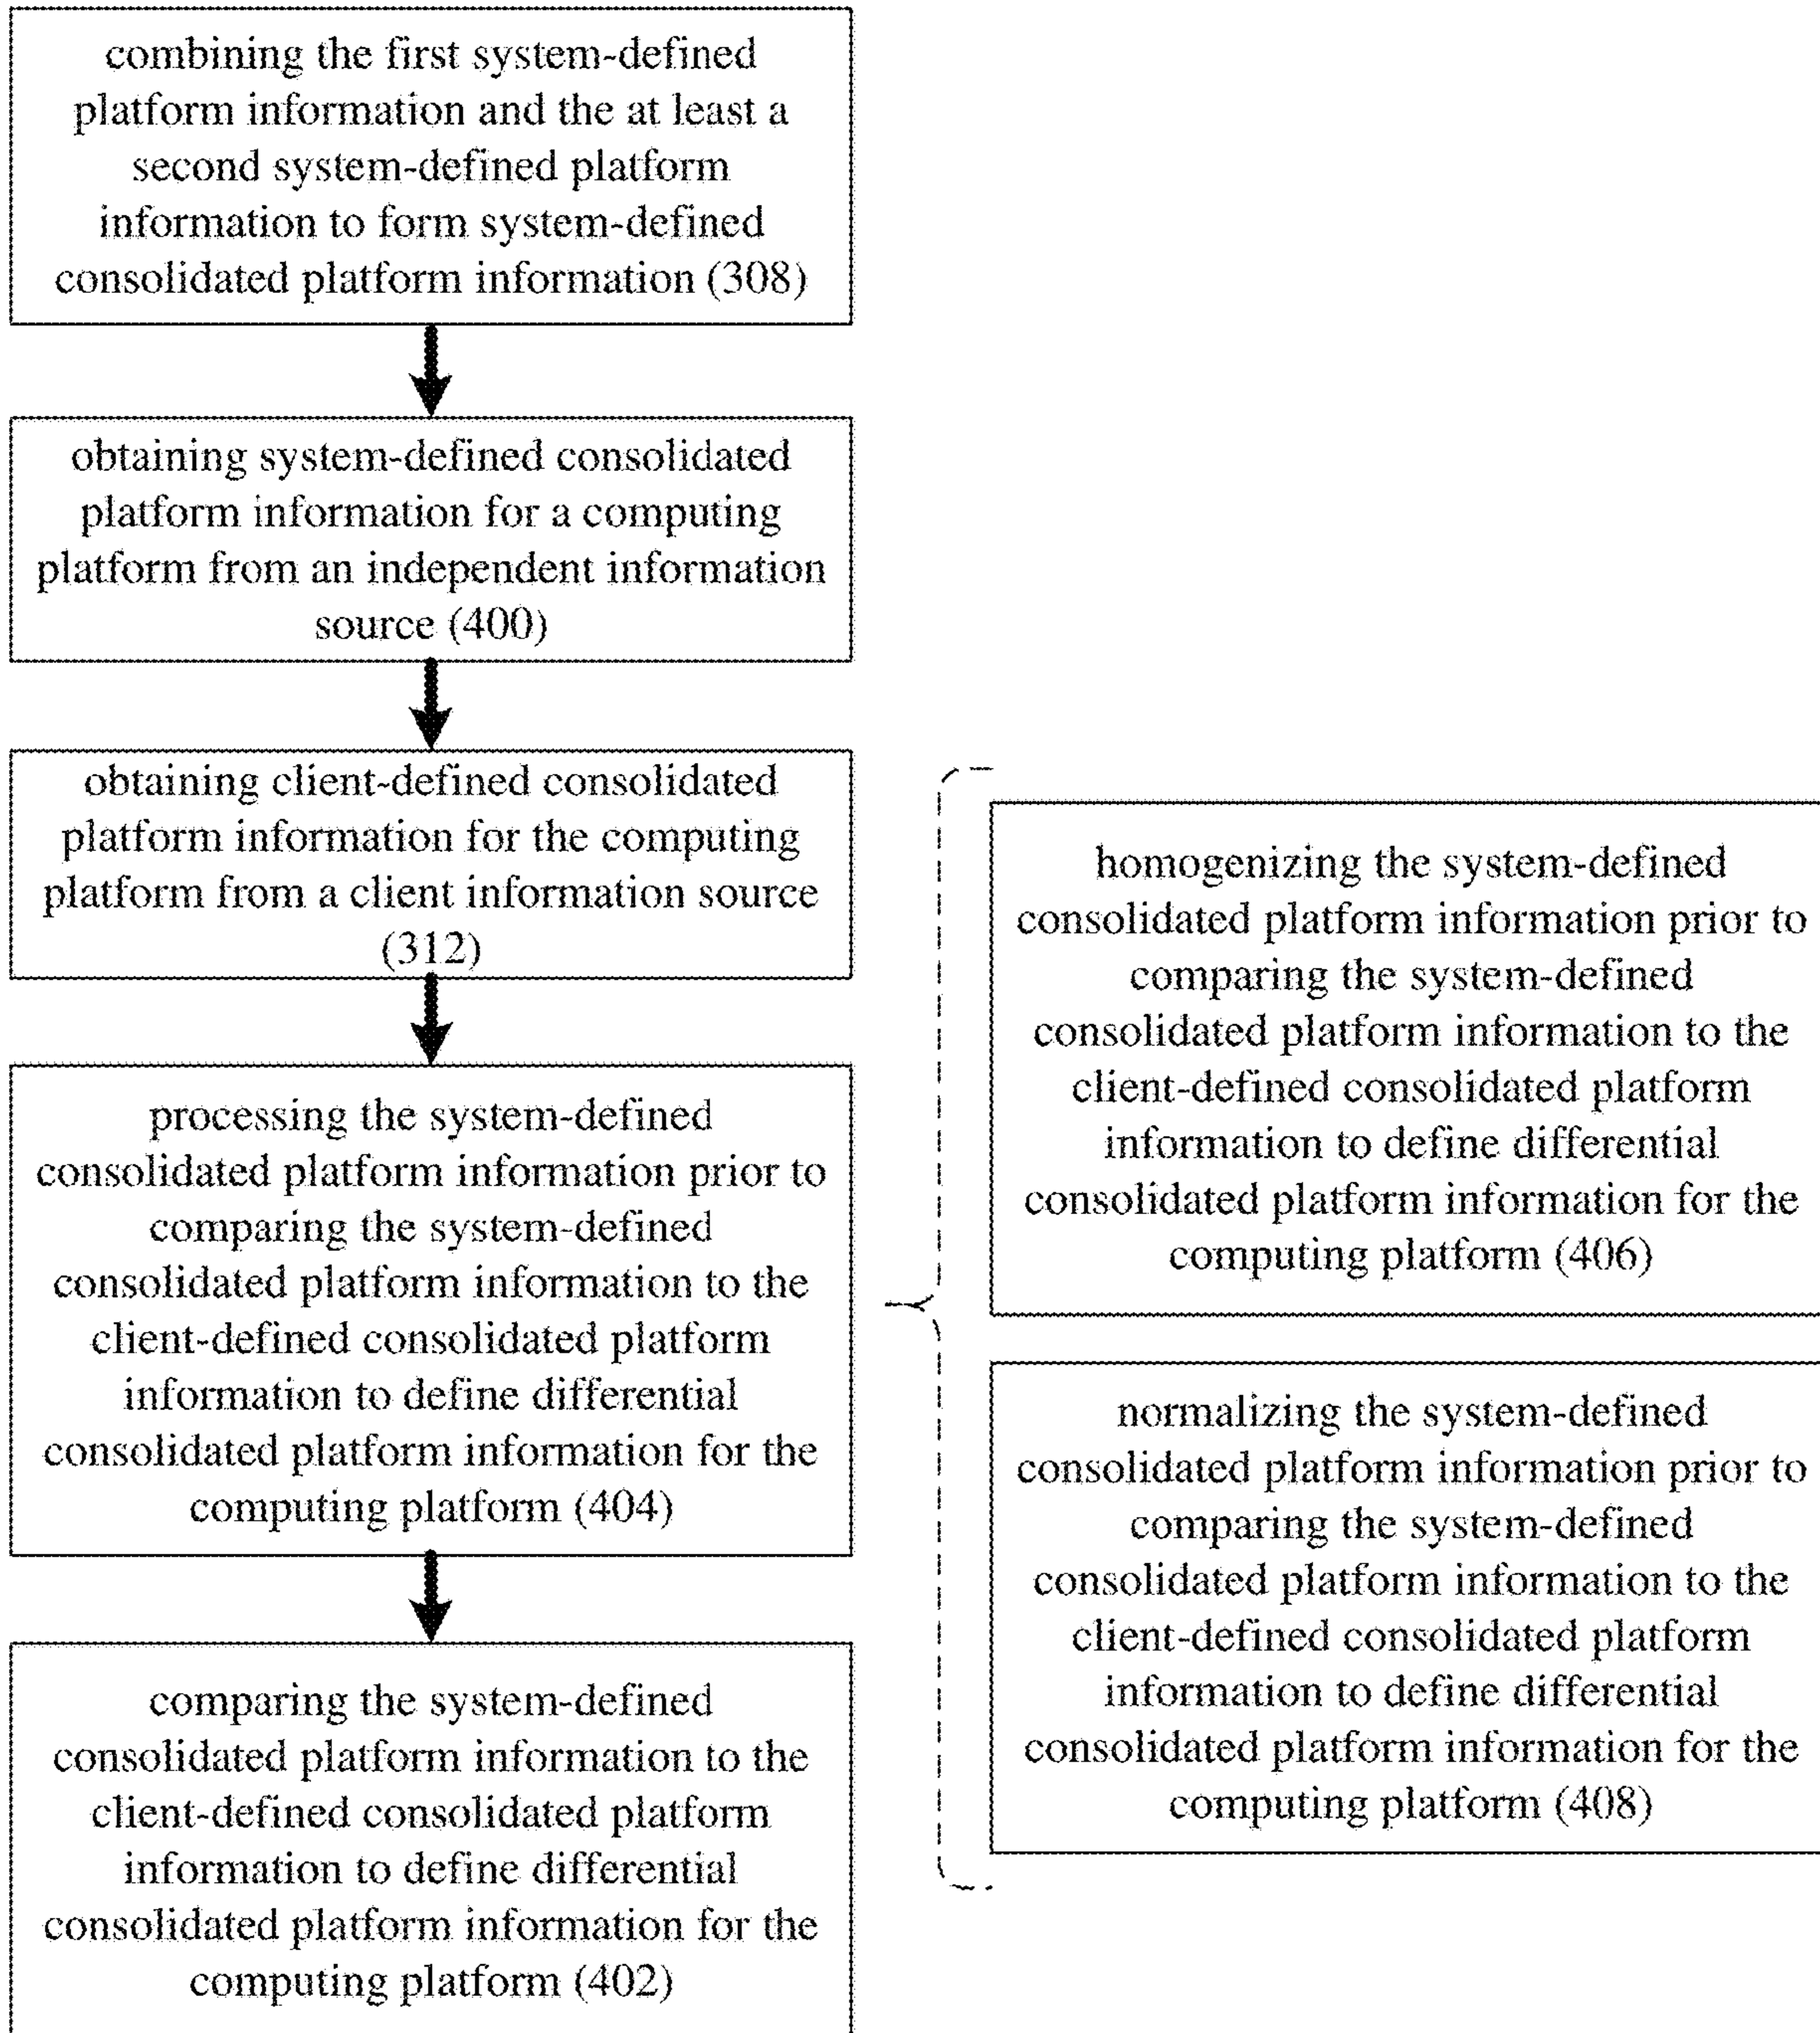 combining the first system-defined
platform information and the at least a
second system-defined platform
information to form system-defined
consolidated platform information (308)
obtaining system-defined consolidated
platform information for a computing
platform from an independent information
source (400)
obtaining client-defined consolidated
platform information for the computing
platform from a client information source
(312)
processing the system-defined
consolidated platform information prior to
comparing the system-defined
consolidated platform information to the
client-defined consolidated platform
information to define differential
consolidated platform information for the
computing platform (404)
comparing the system-defined
consolidated platform information to the
client-defined consolidated platform
information to define differential
consolidated platform information for the
computing platform (402)
homogenizing the system-defined
consolidated platform information prior to
comparing the system-defined
consolidated platform information to the
client-defined consolidated platform
information to define differential
consolidated platform information for the
computing platform (406)
normalizing the system-defined
consolidated platform information prior to
comparing the system-defined
consolidated platform information to the
client-defined consolidated platform
information to define differential
consolidated platform information for the
computing platform (408)